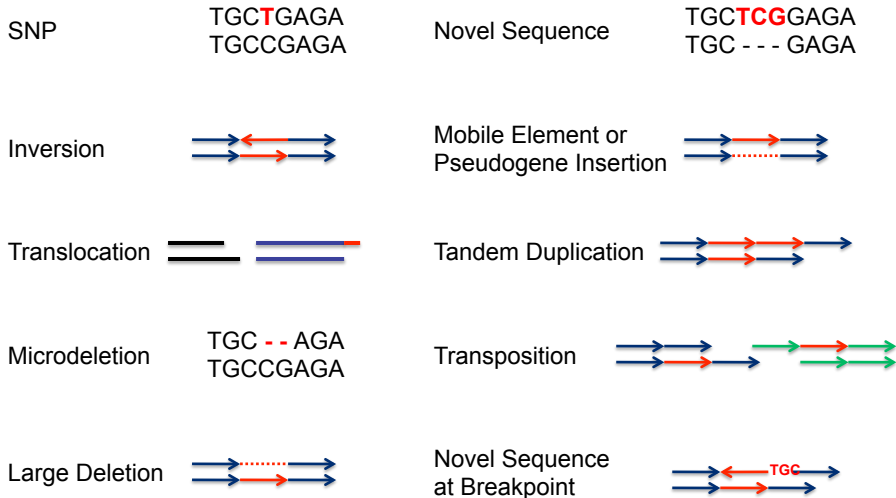 SNP
TGCTGAGA
TGCCGAGA
Novel Sequence
TGCTCGGAGA
TGC - - - GAGA
Inversion
Mobile Element or
Pseudogene Insertion
Translocation
Tandem Duplication
Microdeletion
TGC - - AGA
TGCCGAGA
Transposition
Large Deletion
Novel Sequence
at Breakpoint
TGC